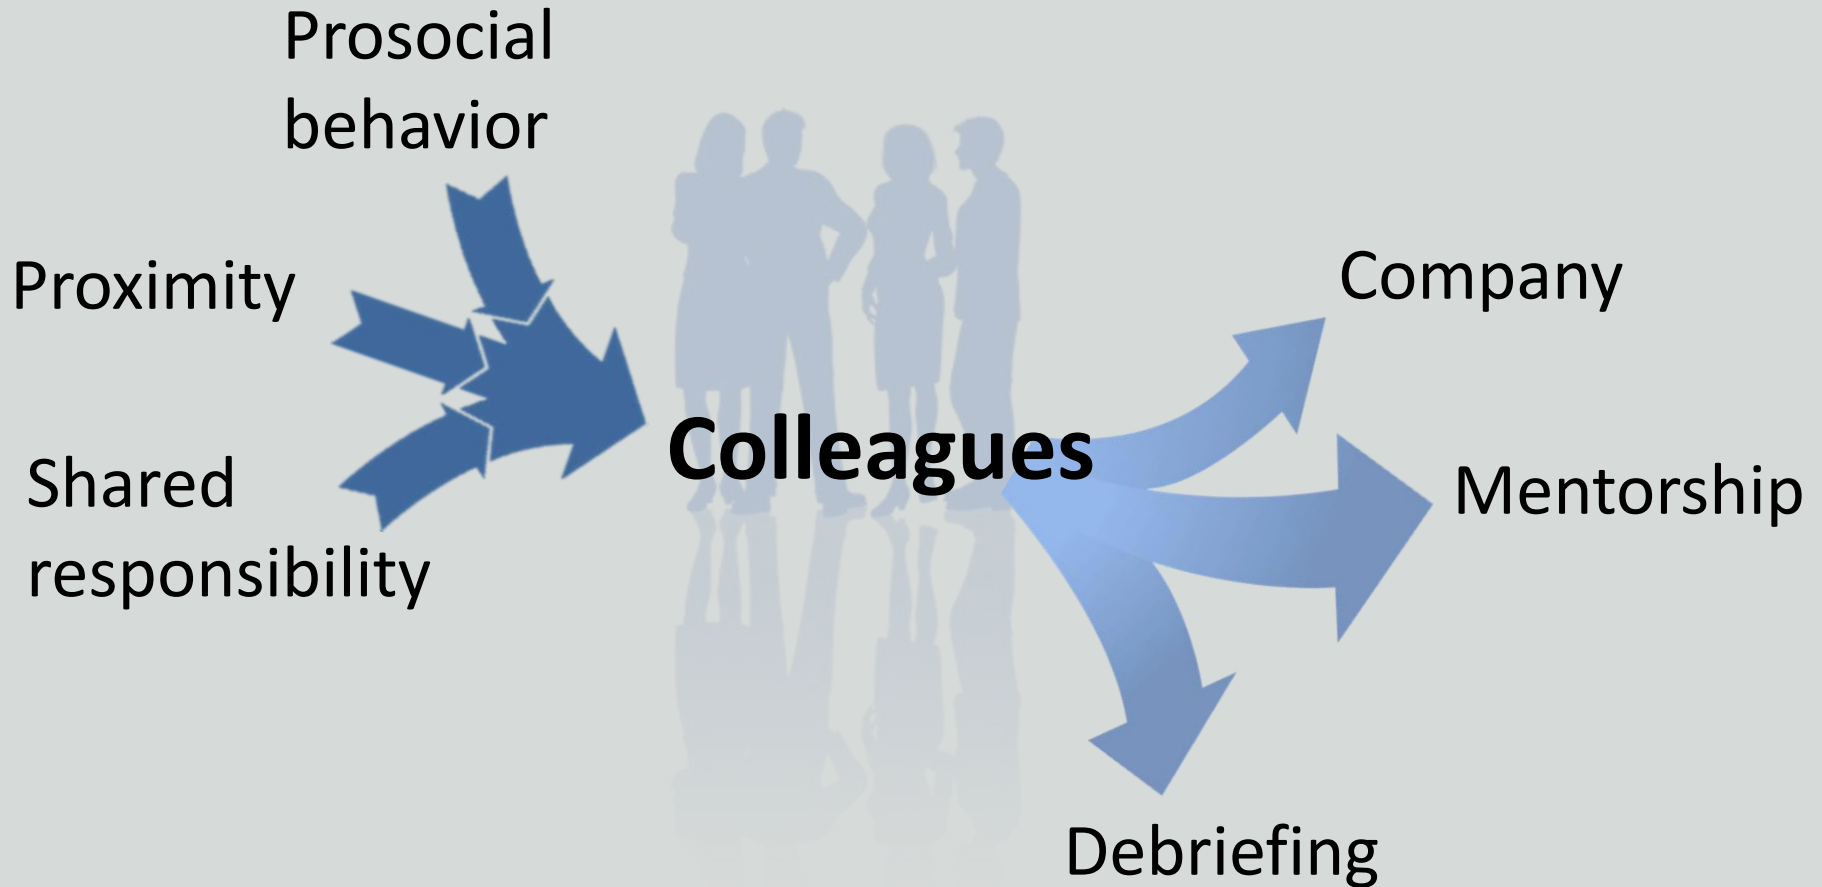 Prosocial
behavior
Proximity
Shared
responsibility
Colleagues
Company
Mentorship
Debriefing